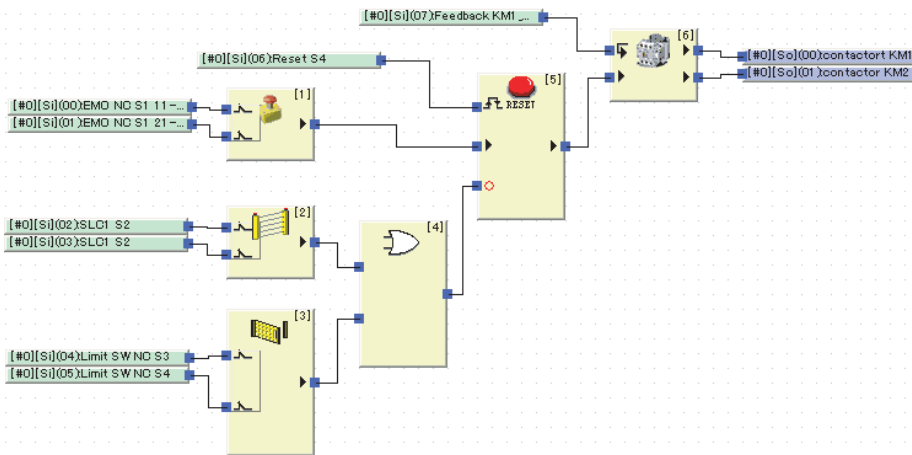 [#0][Si](07):Feedback KM1 _...
[#0][Si](06):Reset S4
[#0][Si](00):EMO NC S1 11-...
[#0][Si](01):EMO NC S1 21-...
[#0][Si](02):SLC1 S2
[#0][Si](03):SLC1 S2
[#0][Si](04):Limit SW NC S3
[#0][Si](05):Limit SW NC S4
[1]
[2]
[3]
[4]
[5]
RESET
[6]
[#0][So](00):contactort KM1
[#0][So](01):contactor KM2